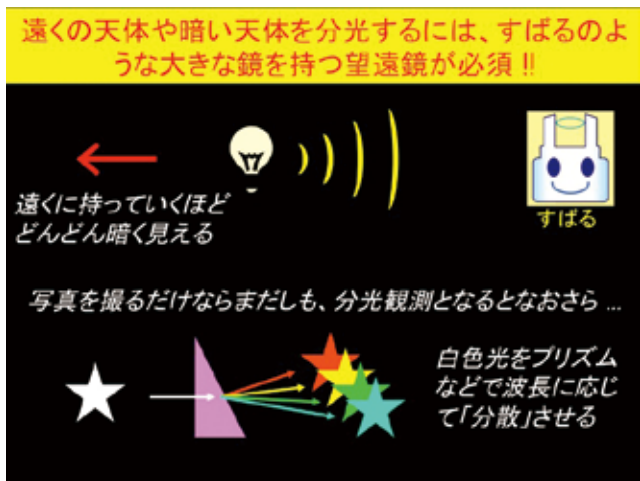 遠くの天体や暗い天体を分光するには、すばるのよ
うな大きな鏡を持つ望遠鏡が必須!!
遠くに持っていくほど
どんどん暗く見える
すばる
写真を撮るだけならまだしも、分光観測となるとなおさら…
白色光をプリズム
などで波長に応じ
て「分散」させる